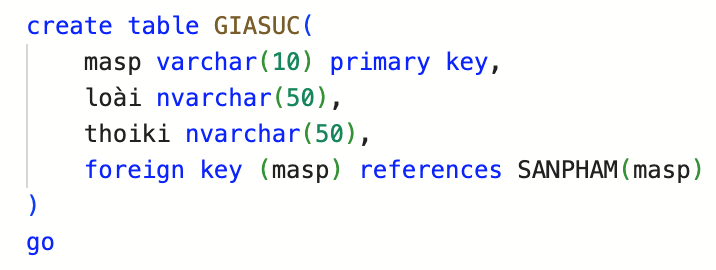 create table GIASUC(
masp varchar(10) primary key,
loài nvarchar(50),
thoiki nvarchar(50),
foreign key (masp) references SANPHAM(masp)
)
go